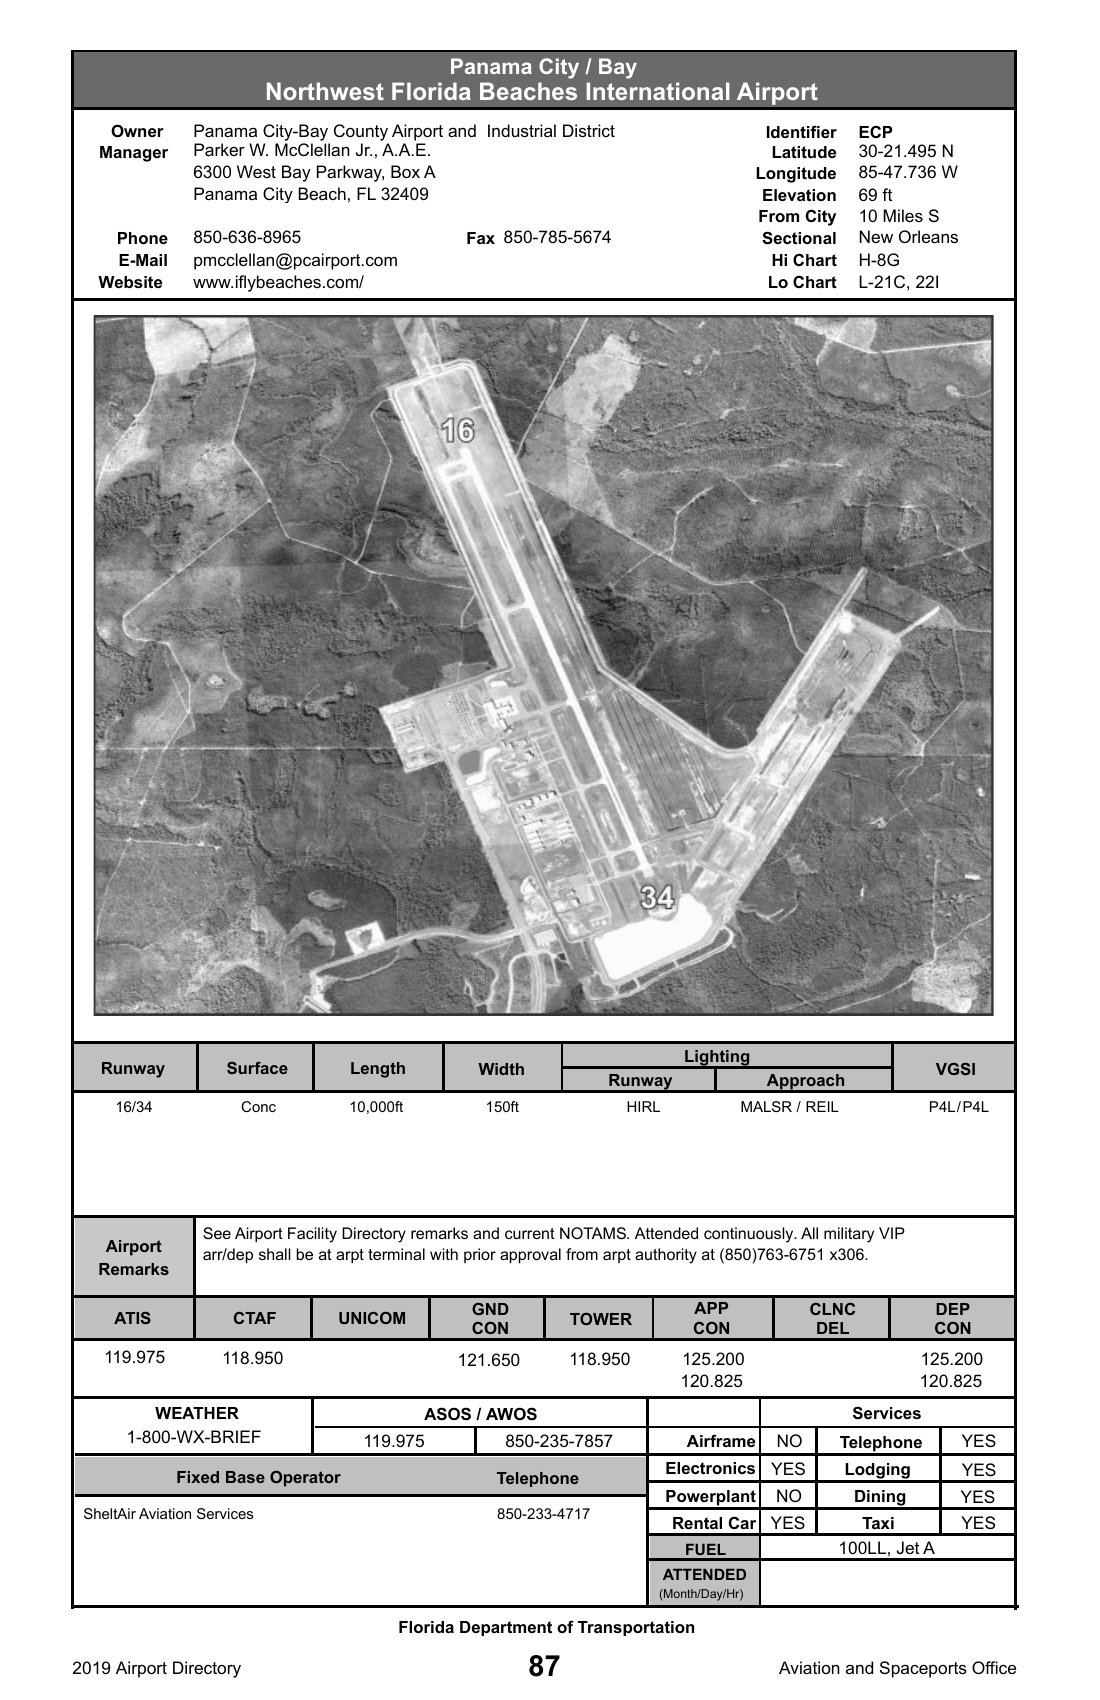 Panama City / Bay
Northwest Florida Beaches International Airport
Owner Panama City-Bay County Airport and Industrial District
Manager Parker W. McClellan Jr., A.A.E.
6300 West Bay Parkway, Box A
Panama City Beach, FL 32409
Phone 850-636-8965 Fax 850-785-5674
E-Mail pmcclellan@pcairport.com
Website www.iflybeaches.com/
Identifier ECP
Latitude 30-21.495 N
Longitude 85-47.736 W
Elevation 69 ft
From City 10 Miles S
Sectional New Orleans
Hi Chart H-8G
Lo Chart L-21C, 22I
16
34
Runway Surface Length Width Lighting VGSI
Runway Approach
16/34 Conc 10,000ft 150ft HIRL MALSR / REIL P4L/P4L
Airport Remarks
See Airport Facility Directory remarks and current NOTAMS. Attended continuously. All military VIP
arr/dep shall be at arpt terminal with prior approval from arpt authority at (850)763-6751 x306.
ATIS CTAF UNICOM GND CON TOWER APP CON CLNC DEL DEP CON
119.975 118.950 121.650 118.950 125.200 125.200
120.825 120.825
WEATHER
1-800-WX-BRIEF
ASOS / AWOS
119.975 850-235-7857
Services
Airframe NO Telephone YES
Electronics YES Lodging YES
Powerplant NO Dining YES
Rental Car YES Taxi YES
FUEL 100LL, Jet A
ATTENDED
(Month/Day/Hr)
Fixed Base Operator Telephone
SheltAir Aviation Services 850-233-4717
Florida Department of Transportation
2019 Airport Directory 87 Aviation and Spaceports Office